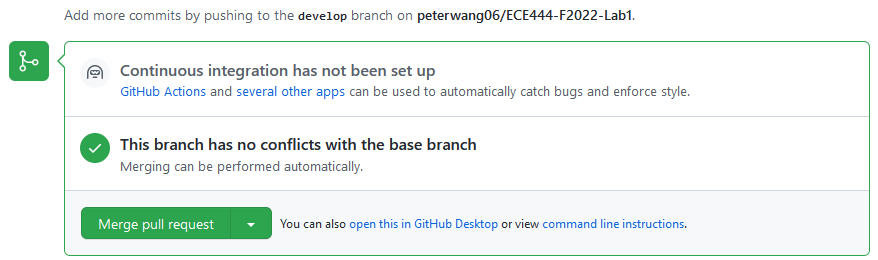 Add more commits by pushing to the develop branch on peterwang06/ECE444-F2022-Lab1.
Continuous integration has not been set up
GitHub Actions and several other apps can be used to automatically catch bugs and enforce style.
This branch has no conflicts with the base branch
Merging can be performed automatically.
Merge pull request
You can also open this in GitHub Desktop or view command line instructions.